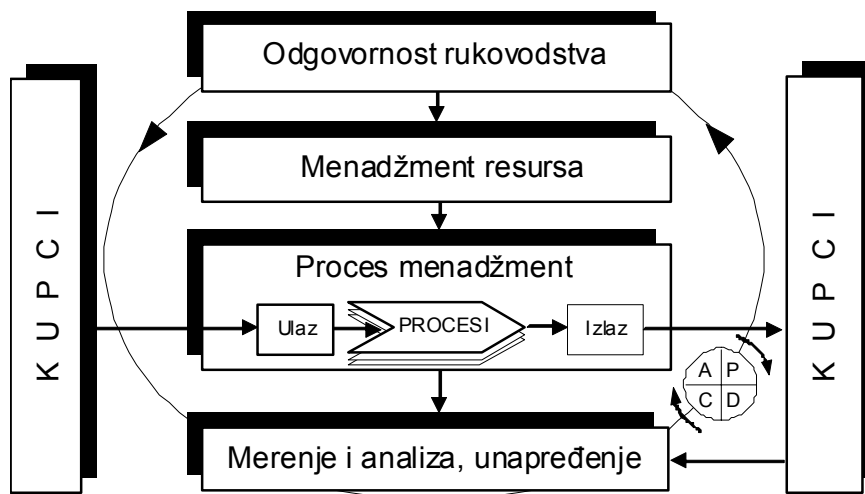 Odgovornost rukovodstva
Menadžment resursa
Proces menadžment
Ulaz
PROCESI
Izlaz
KUPCI
KUPCI
A P
C D
Merenje i analiza, unapređenje